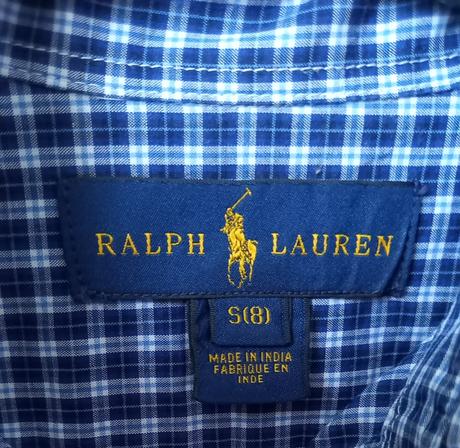 RALPH LAUREN
S(8)
MADE IN INDIA
FABRIQUE EN
INDE